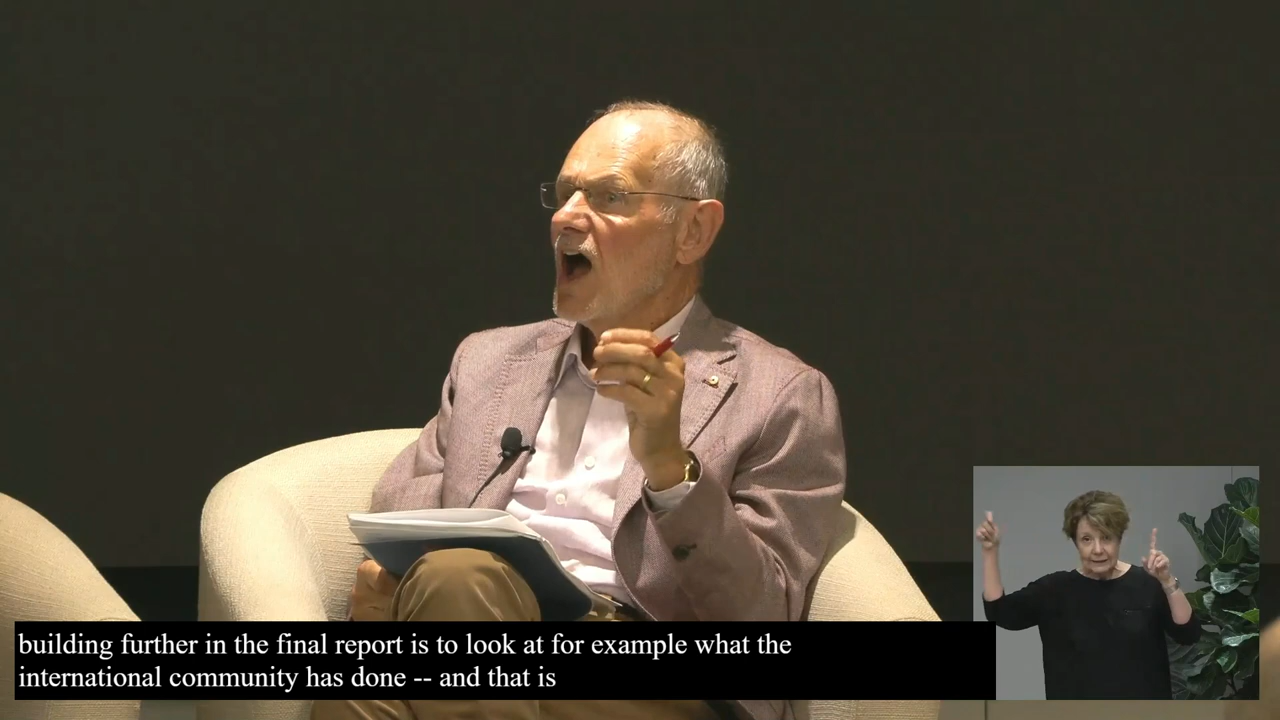 building further in the final report is to look at for example what the
international community has done -- and that is